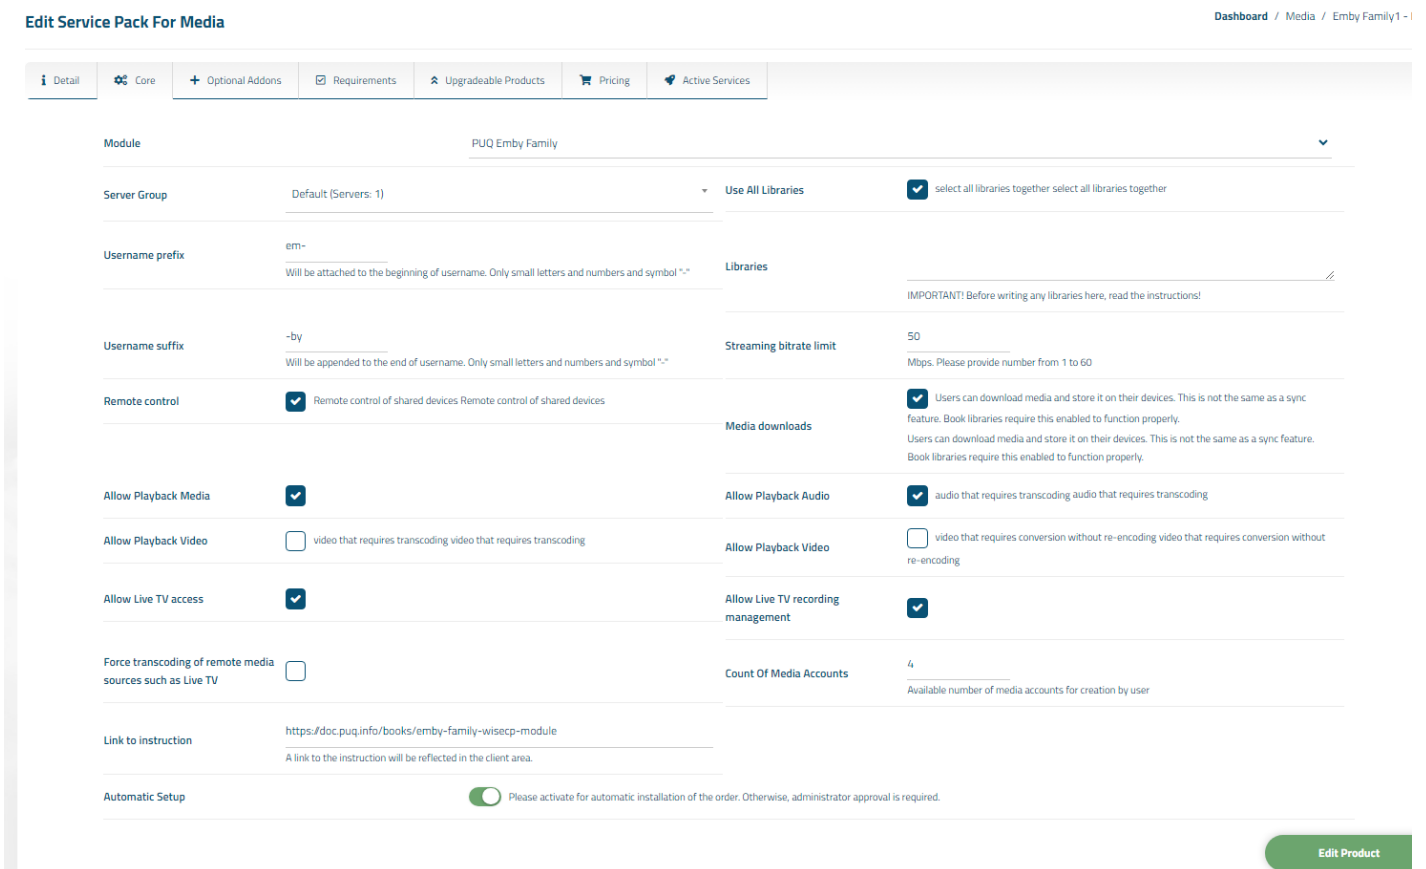 Edit Service Pack For Media
Dashboard / Media / Emby Family1 -
Detail
Core
Optional Addons
Requirements
Upgradeable Products
Pricing
Active Services
Module
PUQ Emby Family
Server Group
Default (Servers: 1)
Use All Libraries
select all libraries together select all libraries together
Username prefix
em-
Will be attached to the beginning of username. Only small letters and numbers and symbol "-"
Libraries
IMPORTANT! Before writing any libraries here, read the instructions!
Username suffix
-by
Will be appended to the end of username. Only small letters and numbers and symbol "-"
Streaming bitrate limit
50
Mbps. Please provide number from 1 to 60
Remote control
Remote control of shared devices Remote control of shared devices
Media downloads
Users can download media and store it on their devices. This is not the same as a sync
feature. Book libraries require this enabled to function properly.
Users can download media and store it on their devices. This is not the same as a sync feature.
Book libraries require this enabled to function properly.
Allow Playback Media
Allow Playback Audio
audio that requires transcoding audio that requires transcoding
Allow Playback Video
video that requires transcoding video that requires transcoding
Allow Playback Video
video that requires conversion without re-encoding video that requires conversion without
re-encoding
Allow Live TV access
Allow Live TV recording
management
Force transcoding of remote media
sources such as Live TV
Count Of Media Accounts
4
Available number of media accounts for creation by user
Link to instruction
https://doc.puq.info/books/emby-family-wisecp-module
A link to the instruction will be reflected in the client area.
Automatic Setup
Please activate for automatic installation of the order. Otherwise, administrator approval is required.
Edit Product